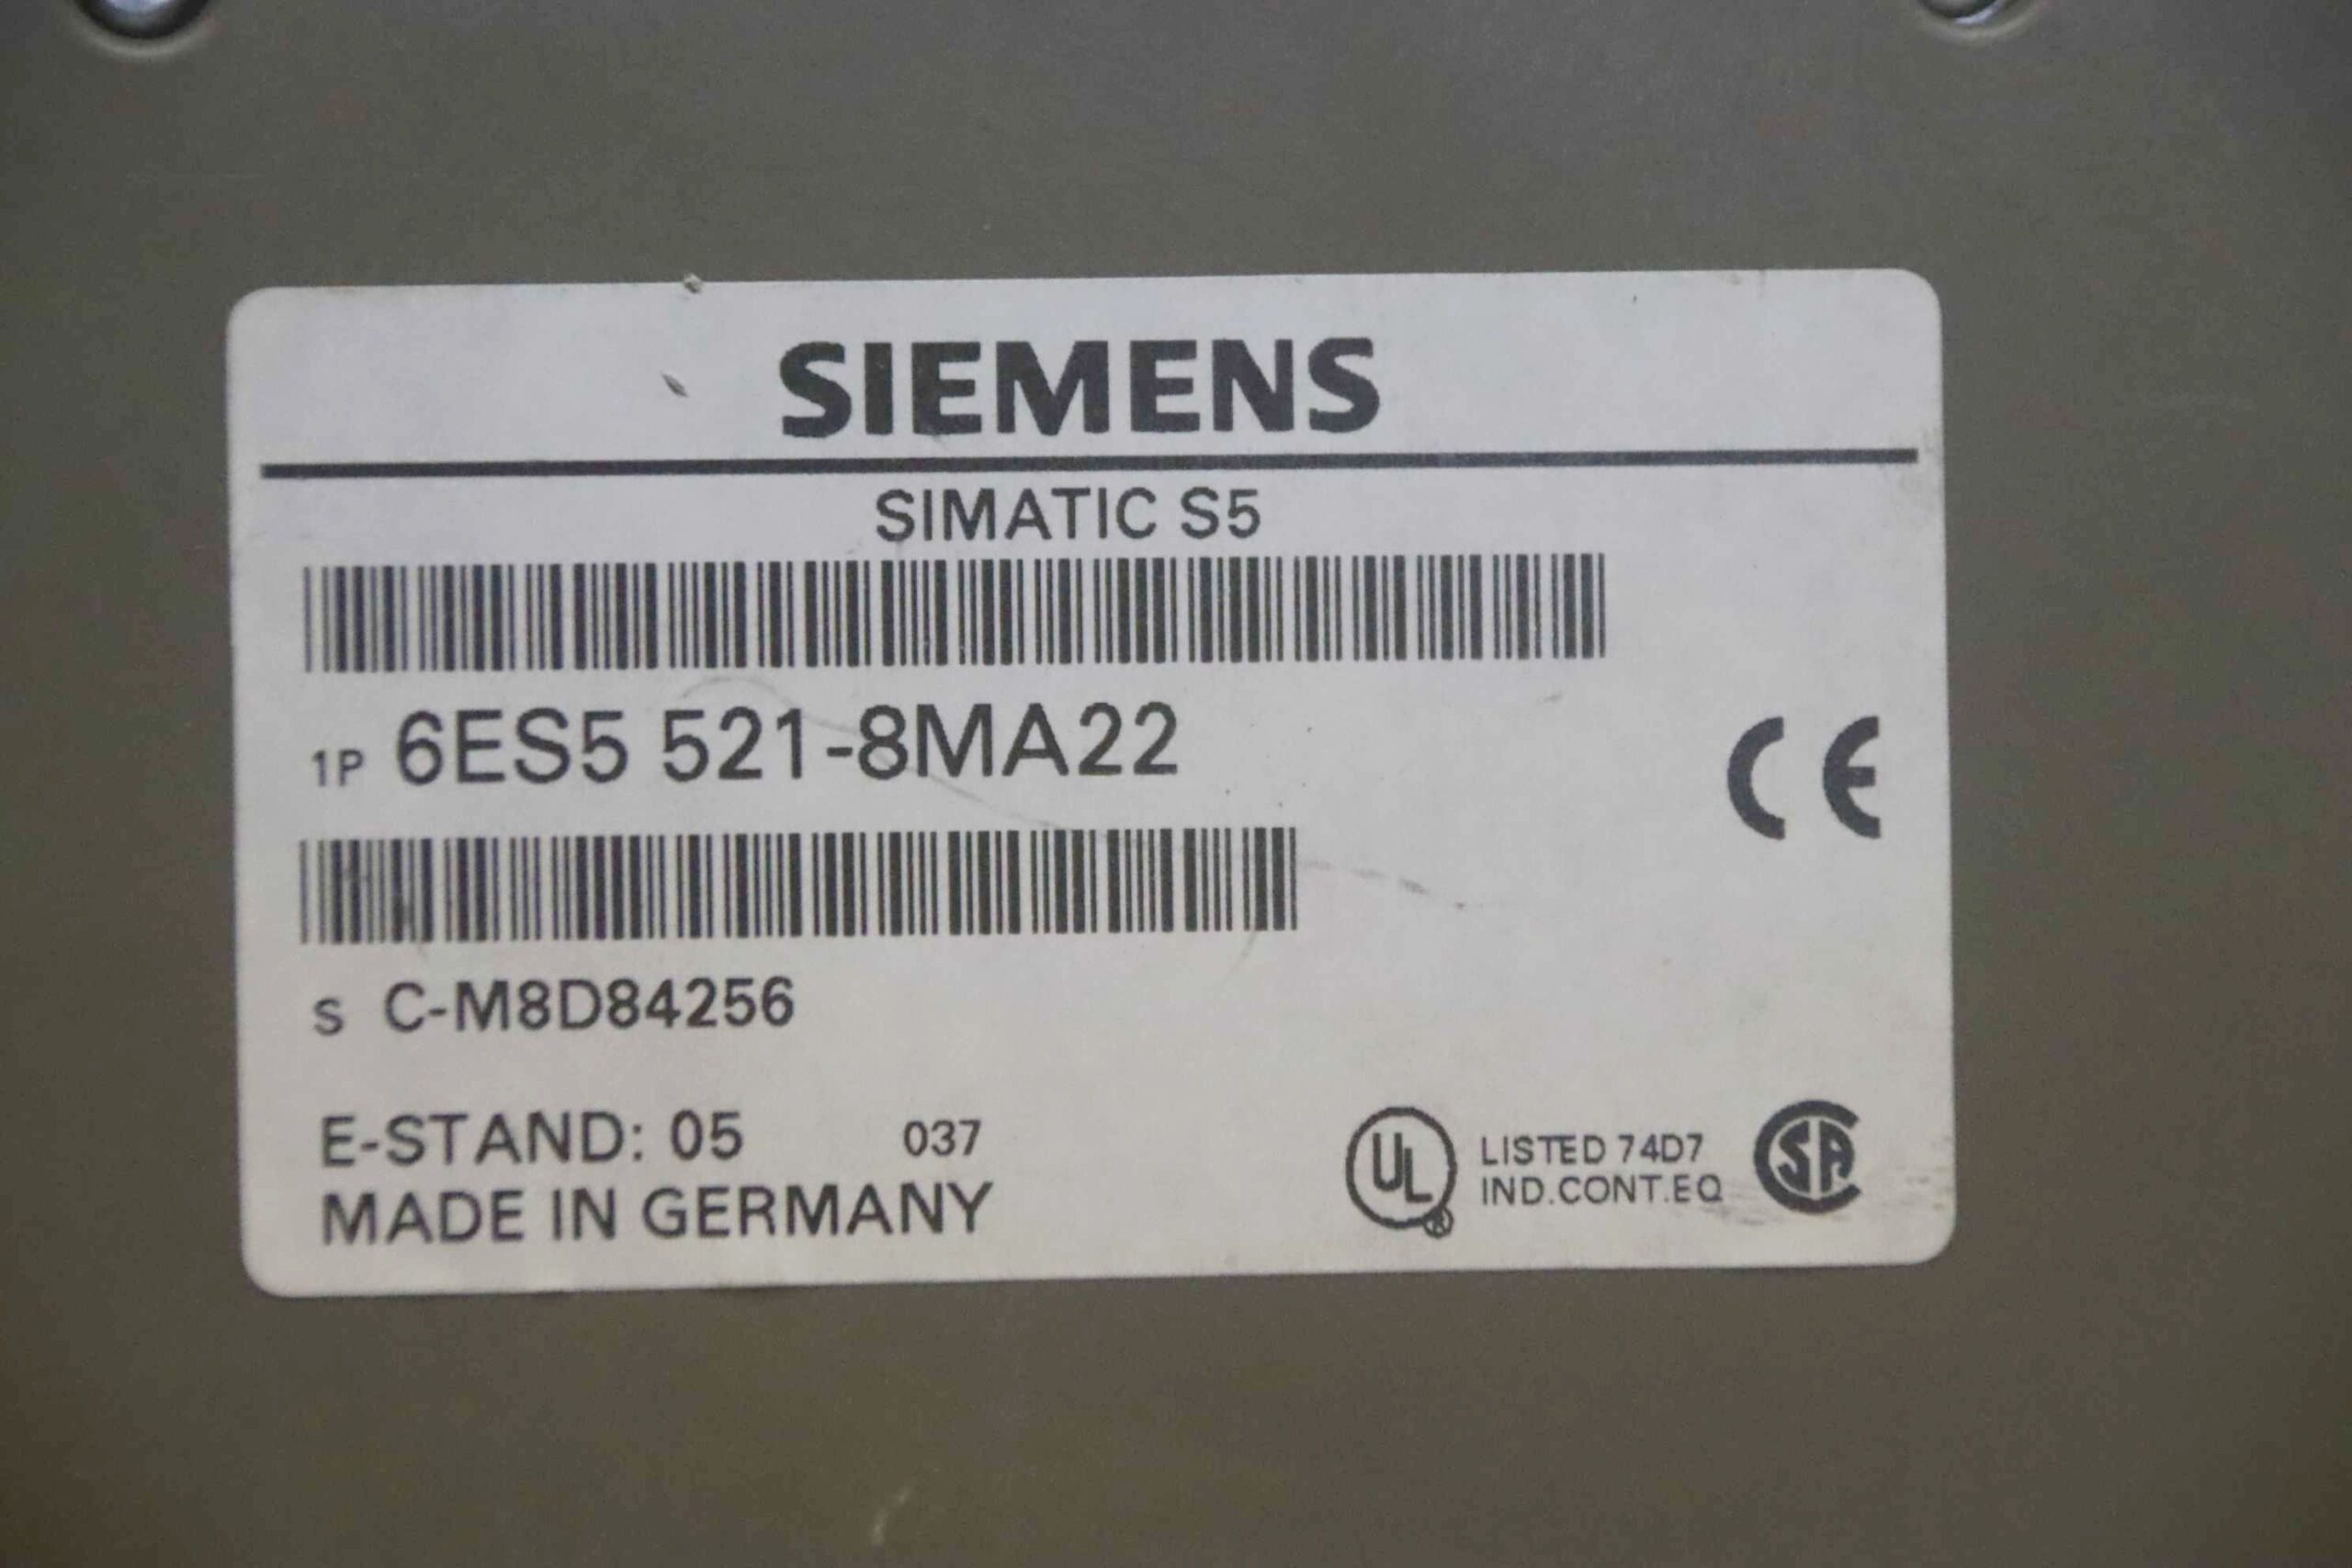 SIEMENS
SIMATIC S5
1P 6ES5 521-8MA22
CE
S C-M8D84256
E-STAND: 05 037
MADE IN GERMANY
UL ® LISTED 74D7
IND.CONT.EQ
CSA